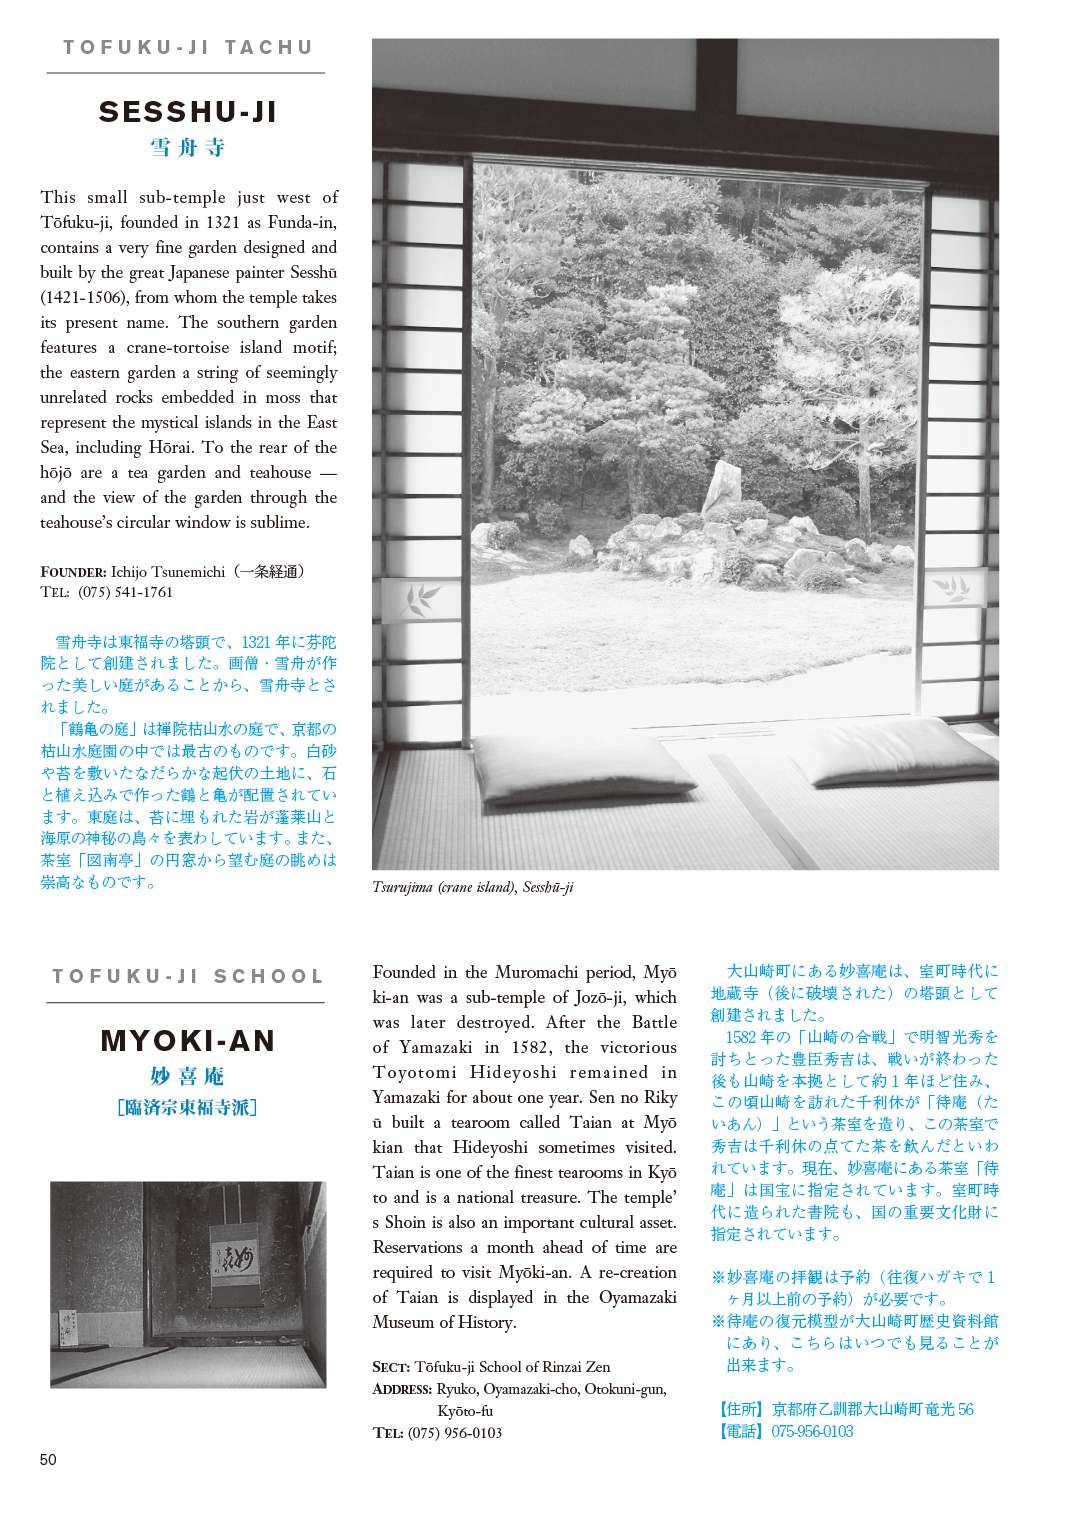 TOFUKU-JI TACHU
SESSHU-JI
雪舟寺
This small sub-temple just west of
Tōfuku-ji, founded in 1321 as Funda-in,
contains a very fine garden designed and
built by the great Japanese painter Sesshū
(1421-1506), from whom the temple takes
its present name. The southern garden
features a crane-tortoise island motif;
the eastern garden a string of seemingly
unrelated rocks embedded in moss that
represent the mystical islands in the East
Sea, including Hōrai. To the rear of the
hōjō are a tea garden and teahouse —
and the view of the garden through the
teahouse’s circular window is sublime.
FOUNDER: Ichijo Tsunemichi（一条経通）
TEL: (075) 541-1761
雪舟寺は東福寺の塔頭で、1321 年に芬陀
院として創建されました。画僧・雪舟が作
った美しい庭があることから、雪舟寺とさ
れました。
「鶴亀の庭」は禅院枯山水の庭で、京都の
枯山水庭園の中では最古のものです。白砂
や苔を敷いたなだらかな起伏の土地に、石
と植え込みで作った鶴と亀が配置されてい
ます。東庭は、苔に埋もれた岩が蓬莱山と
海原の神秘の島々を表わしています。また、
茶室「図南亭」の円窓から望む庭の眺めは
崇高なものです。
Tsurujima (crane island), Sesshū-ji
TOFUKU-JI SCHOOL
MYOKI-AN
妙喜庵
［臨済宗東福寺派］
Founded in the Muromachi period, Myō
ki-an was a sub-temple of Jozō-ji, which
was later destroyed. After the Battle
of Yamazaki in 1582, the victorious
Toyotomi Hideyoshi remained in
Yamazaki for about one year. Sen no Riky
ū built a tearoom called Taian at Myō
kian that Hideyoshi sometimes visited.
Taian is one of the finest tearooms in Kyō
to and is a national treasure. The temple’
s Shoin is also an important cultural asset.
Reservations a month ahead of time are
required to visit Myōki-an. A re-creation
of Taian is displayed in the Oyamazaki
Museum of History.
SECT: Tōfuku-ji School of Rinzai Zen
ADDRESS: Ryuko, Oyamazaki-cho, Otokuni-gun,
Kyōto-fu
TEL: (075) 956-0103
大山崎町にある妙喜庵は、室町時代に
地蔵寺（後に破壊された）の塔頭として
創建されました。
1582 年の「山崎の合戦」で明智光秀を
討ちとった豊臣秀吉は、戦いが終わった
後も山崎を本拠として約 1 年ほど住み、
この頃山崎を訪れた千利休が「待庵（た
いあん）」という茶室を造り、この茶室で
秀吉は千利休の点てた茶を飲んだといわ
れています。現在、妙喜庵にある茶室「待
庵」は国宝に指定されています。室町時
代に造られた書院も、国の重要文化財に
指定されています。
※妙喜庵の拝観は予約（往復ハガキで 1
ヶ月以上前の予約）が必要です。
※待庵の復元模型が大山崎町歴史資料館
にあり、こちらはいつでも見ることが
出来ます。
【住所】京都府乙訓郡大山崎町竜光 56
【電話】075-956-0103
50